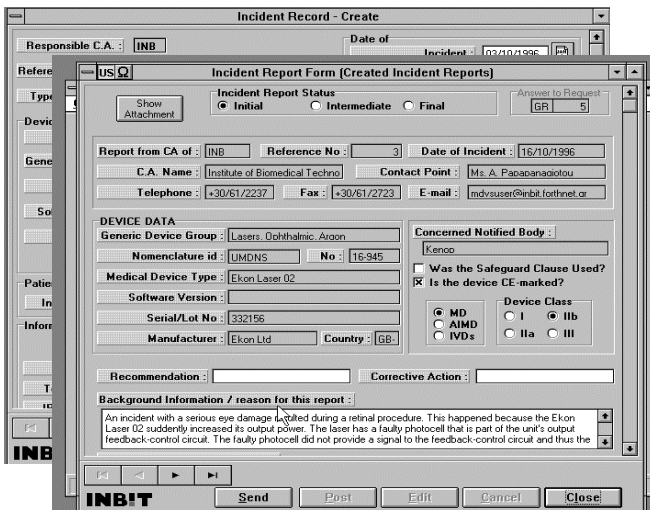 Incident Record - Create
Responsible C.A. : INB
Date of
Incident : 03/10/1996
Refere
Type
Devic
Gene
So
Patie
In
Inform
T
INB
US Ω Incident Report Form (Created Incident Reports)
Show
Attachment
Incident Report Status
Initial Intermediate Final
Answer to Request
GR 5
Report from CA of : INB Reference No : 3 Date of Incident : 16/10/1996
C.A. Name : Institute of Biomedical Techno Contact Point : Ms. A. Papapanagiotou
Telephone : +30/61/2237 Fax : +30/61/2723 E-mail : mdvsuser@inbit.forthnet.gr
DEVICE DATA
Generic Device Group : Lasers, Ophthalmic, Argon
Nomenclature id : UMDNS No : 16-945
Medical Device Type : Ekon Laser 02
Software Version :
Serial/Lot No : 332156
Manufacturer : Ekon Ltd Country : GB-
Concerned Notified Body :
Kenop
Was the Safeguard Clause Used?
Is the device CE-marked?
MD
AIMD
IVDs
Device Class
I IIb
IIa III
Recommendation : Corrective Action :
Background Information / reason for this report :
An incident with a serious eye damage resulted during a retinal procedure. This happened because the Ekon
Laser 02 suddently increased its output power. The laser has a faulty photocell that is part of the unit's output
feedback-control circuit. The faulty photocell did not provide a signal to the feedback-control circuit and thus the
INB!T Send Post Edit Cancel Close